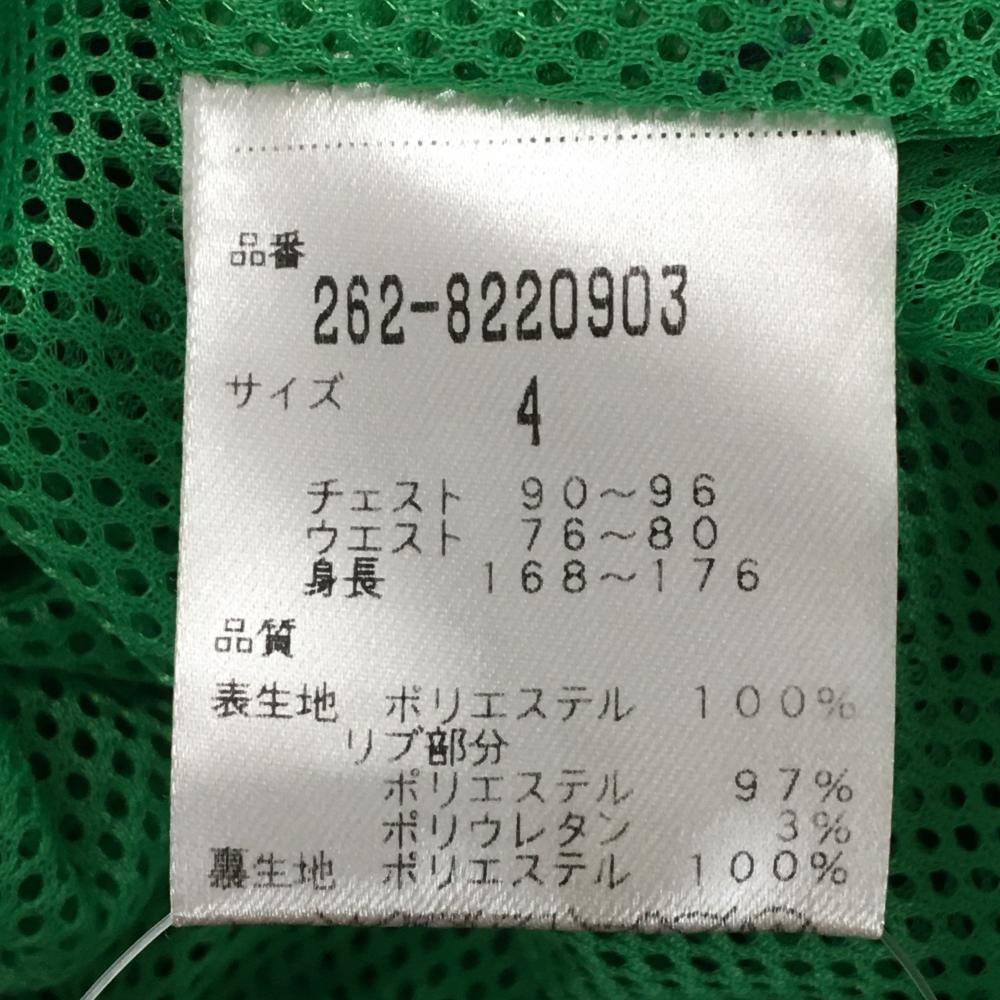 品番
262-8220903
サイズ 4
チェスト 90〜96
ウエスト 76〜80
身長 168〜176
品質
表生地 ポリエステル 100%
リブ部分
ポリエステル 97%
ポリウレタン 3%
裏生地 ポリエステル 100%